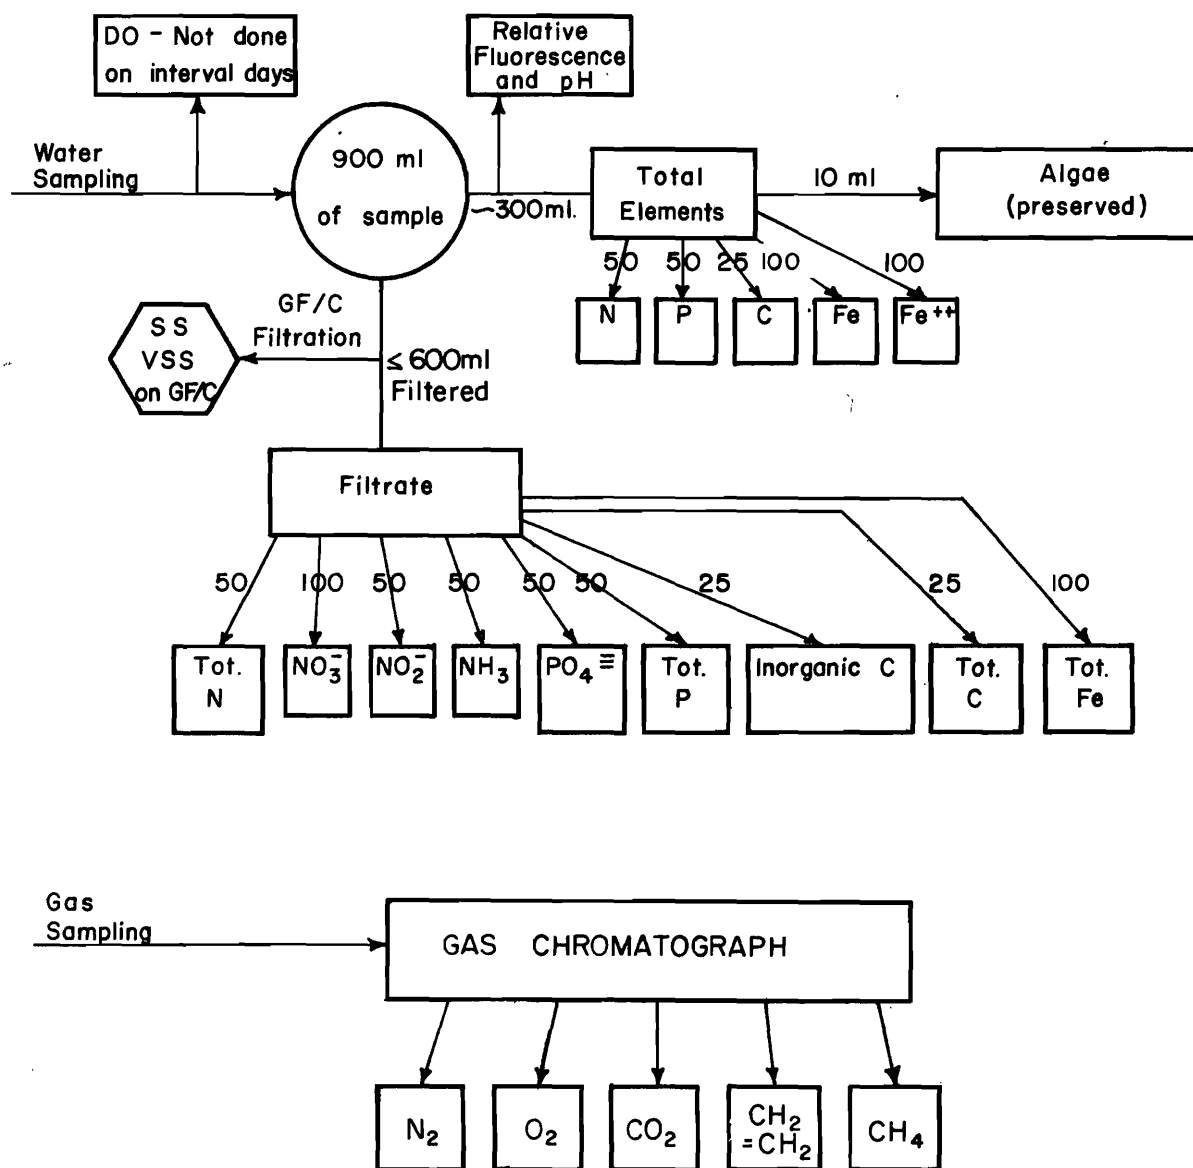 DO - Not done
on interval days
Relative
Fluorescence
and pH
Water
Sampling
900 ml
of sample
~300ml.
Total
Elements
10 ml
Algae
(preserved)
50 50 25 100 100
N P C Fe Fe++
GF/C
Filtration
SS
VSS
on GF/C
≤600ml
Filtered
Filtrate
50 100 50 50 50 50 25 25 100
Tot.
N
NO₃⁻
NO₂⁻
NH₃
PO₄≡
Tot.
P
Inorganic C
Tot.
C
Tot.
Fe
Gas
Sampling
GAS CHROMATOGRAPH
N₂
O₂
CO₂
CH₂
=CH₂
CH₄